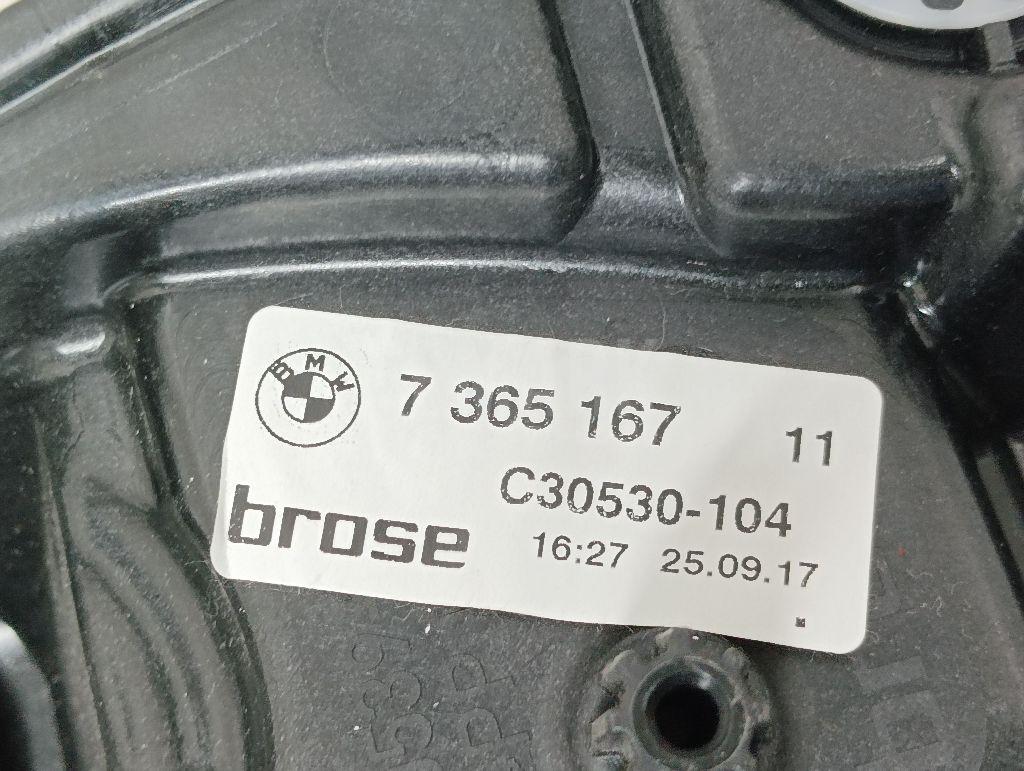 BMW
7 365 167
11
C30530-104
brose
16:27 25.09.17